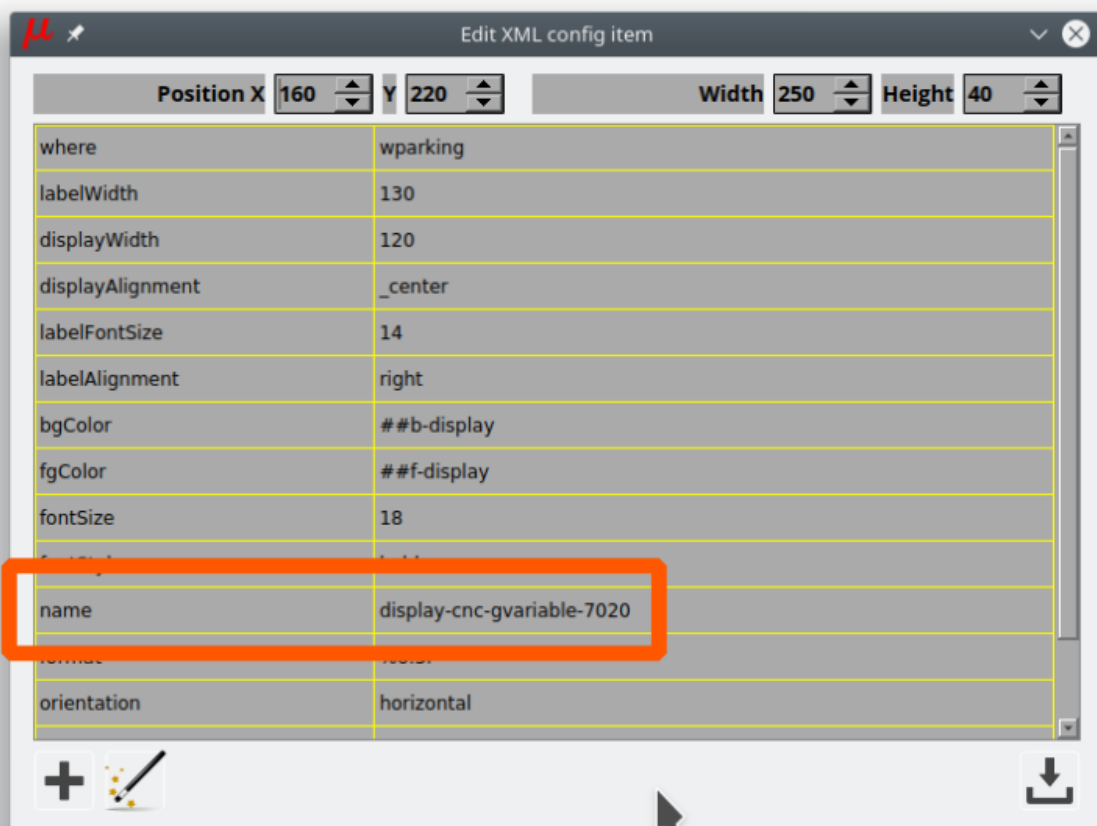 µ Edit XML config item
Position X 160 Y 220 Width 250 Height 40
where wparking
labelWidth 130
displayWidth 120
displayAlignment _center
labelFontSize 14
labelAlignment right
bgColor ##b-display
fgColor ##f-display
fontSize 18
name display-cnc-gvariable-7020
orientation horizontal